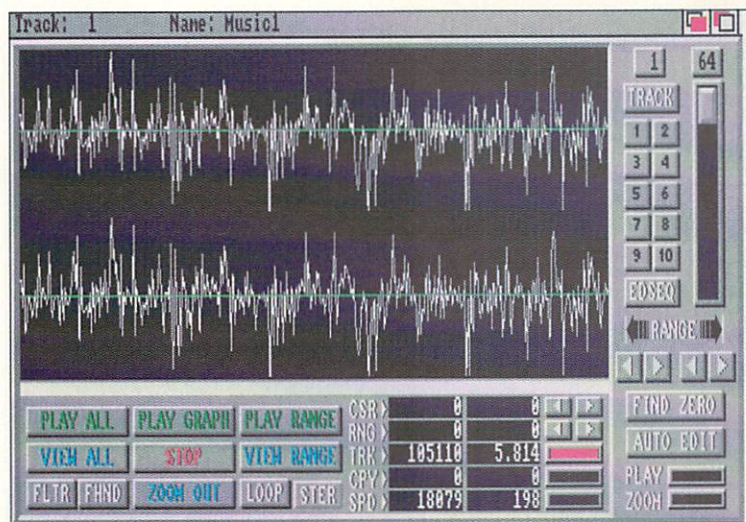 Track: 1 Name: Music1
1 64
TRACK
1 2
3 4
5 6
7 8
9 10
EDSEQ
RANGE
FIND ZERO
AUTO EDIT
PLAY
ZOOM
PLAY ALL PLAY GRAPH PLAY RANGE
VIEW ALL STOP VIEW RANGE
FLTR FHND ZOOM OUT LOOP STER
CSR 0 0
RNG 0 0
TRK 105110 5.814
CPY 0 0
SPD 18079 198